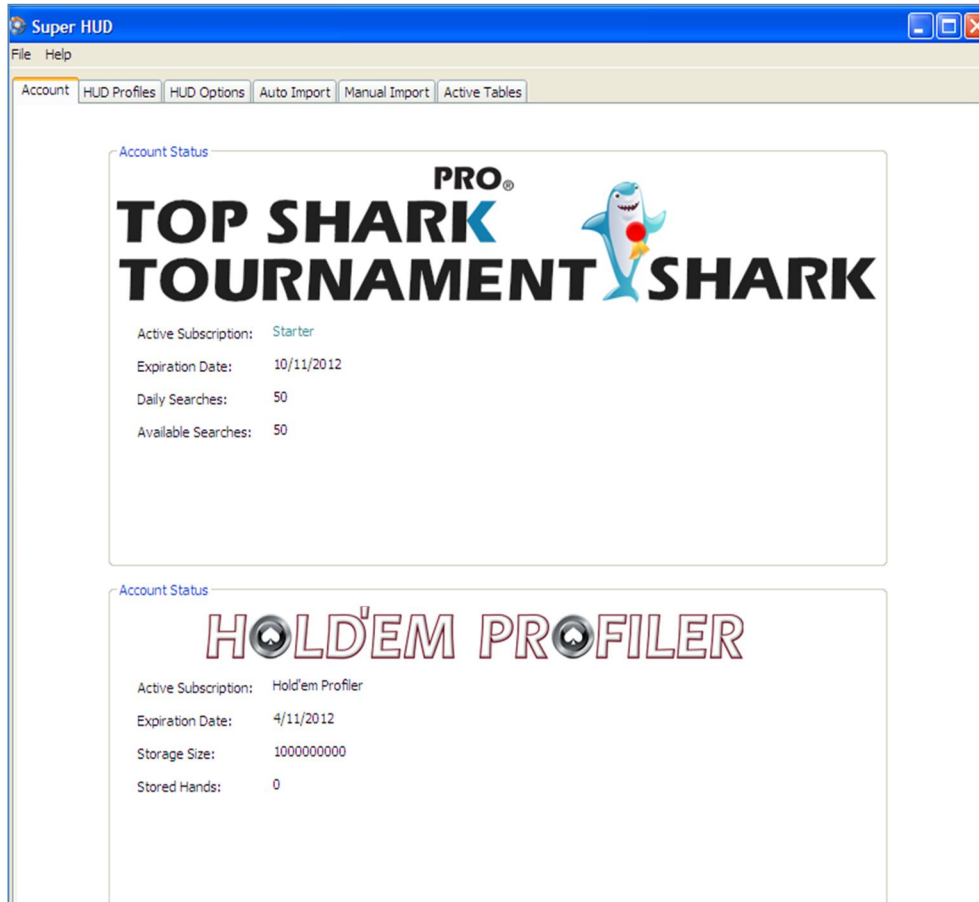 Super HUD
File Help
Account HUD Profiles HUD Options Auto Import Manual Import Active Tables
Account Status
PRO®
TOP SHARK
TOURNAMENT SHARK
Active Subscription: Starter
Expiration Date: 10/11/2012
Daily Searches: 50
Available Searches: 50
Account Status
HOLD'EM PROFILER
Active Subscription: Hold'em Profiler
Expiration Date: 4/11/2012
Storage Size: 1000000000
Stored Hands: 0